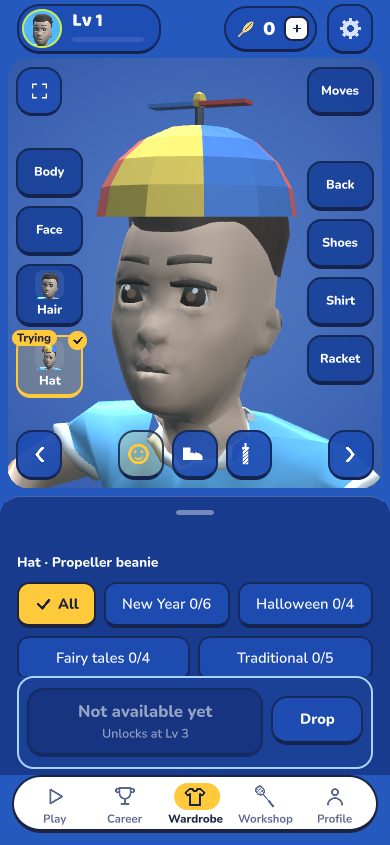 Lv 1
0
+
Moves
Body
Back
Face
Shoes
Hair
Shirt
Trying
Hat
Racket
Hat · Propeller beanie
All
New Year 0/6
Halloween 0/4
Fairy tales 0/4
Traditional 0/5
Not available yet
Unlocks at Lv 3
Drop
Play
Career
Wardrobe
Workshop
Profile